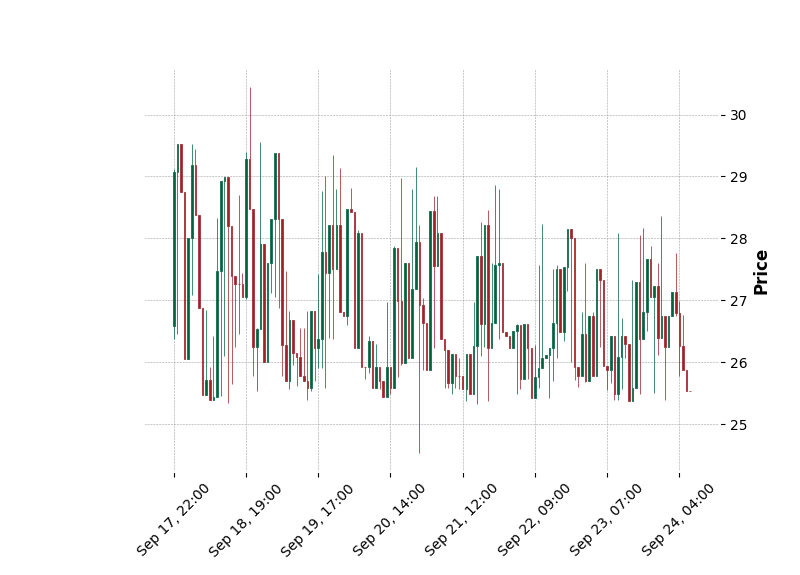 30
29
28
27
26
25
Price
Sep 17, 22:00
Sep 18, 19:00
Sep 19, 17:00
Sep 20, 14:00
Sep 21, 12:00
Sep 22, 09:00
Sep 23, 07:00
Sep 24, 04:00